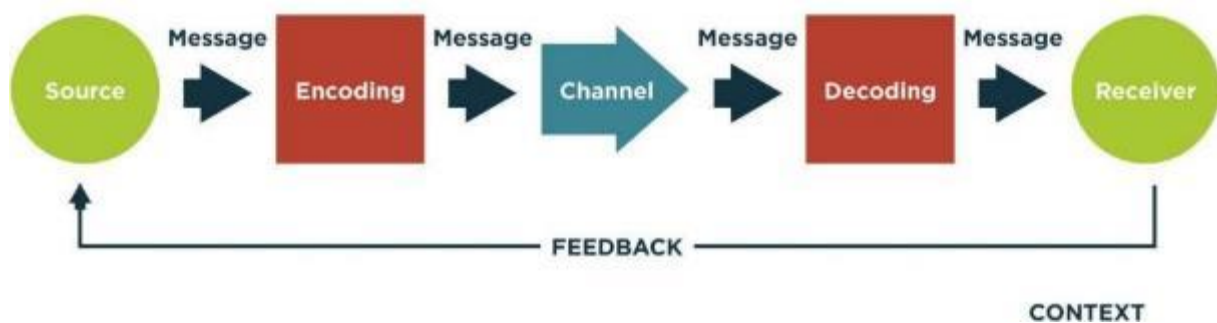 Message Message Message Message
Source Encoding Channel Decoding Receiver
FEEDBACK
CONTEXT